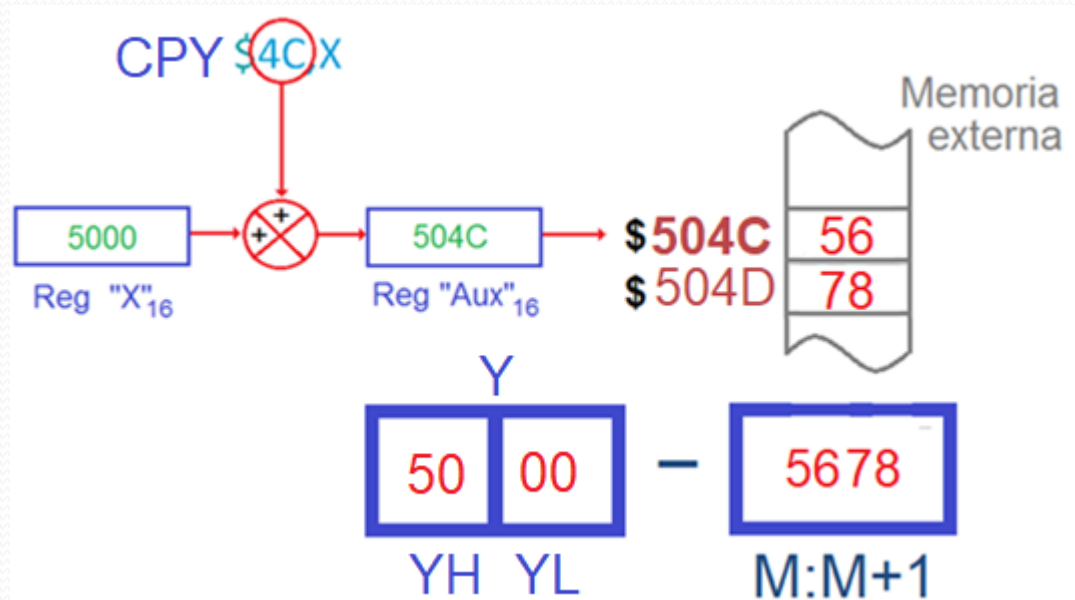 CPY $4C,X
Memoria
externa
+
+
5000
504C
$504C 56
$504D 78
Reg "X"16
Reg "Aux"16
Y
50 00 – 5678
YH YL M:M+1